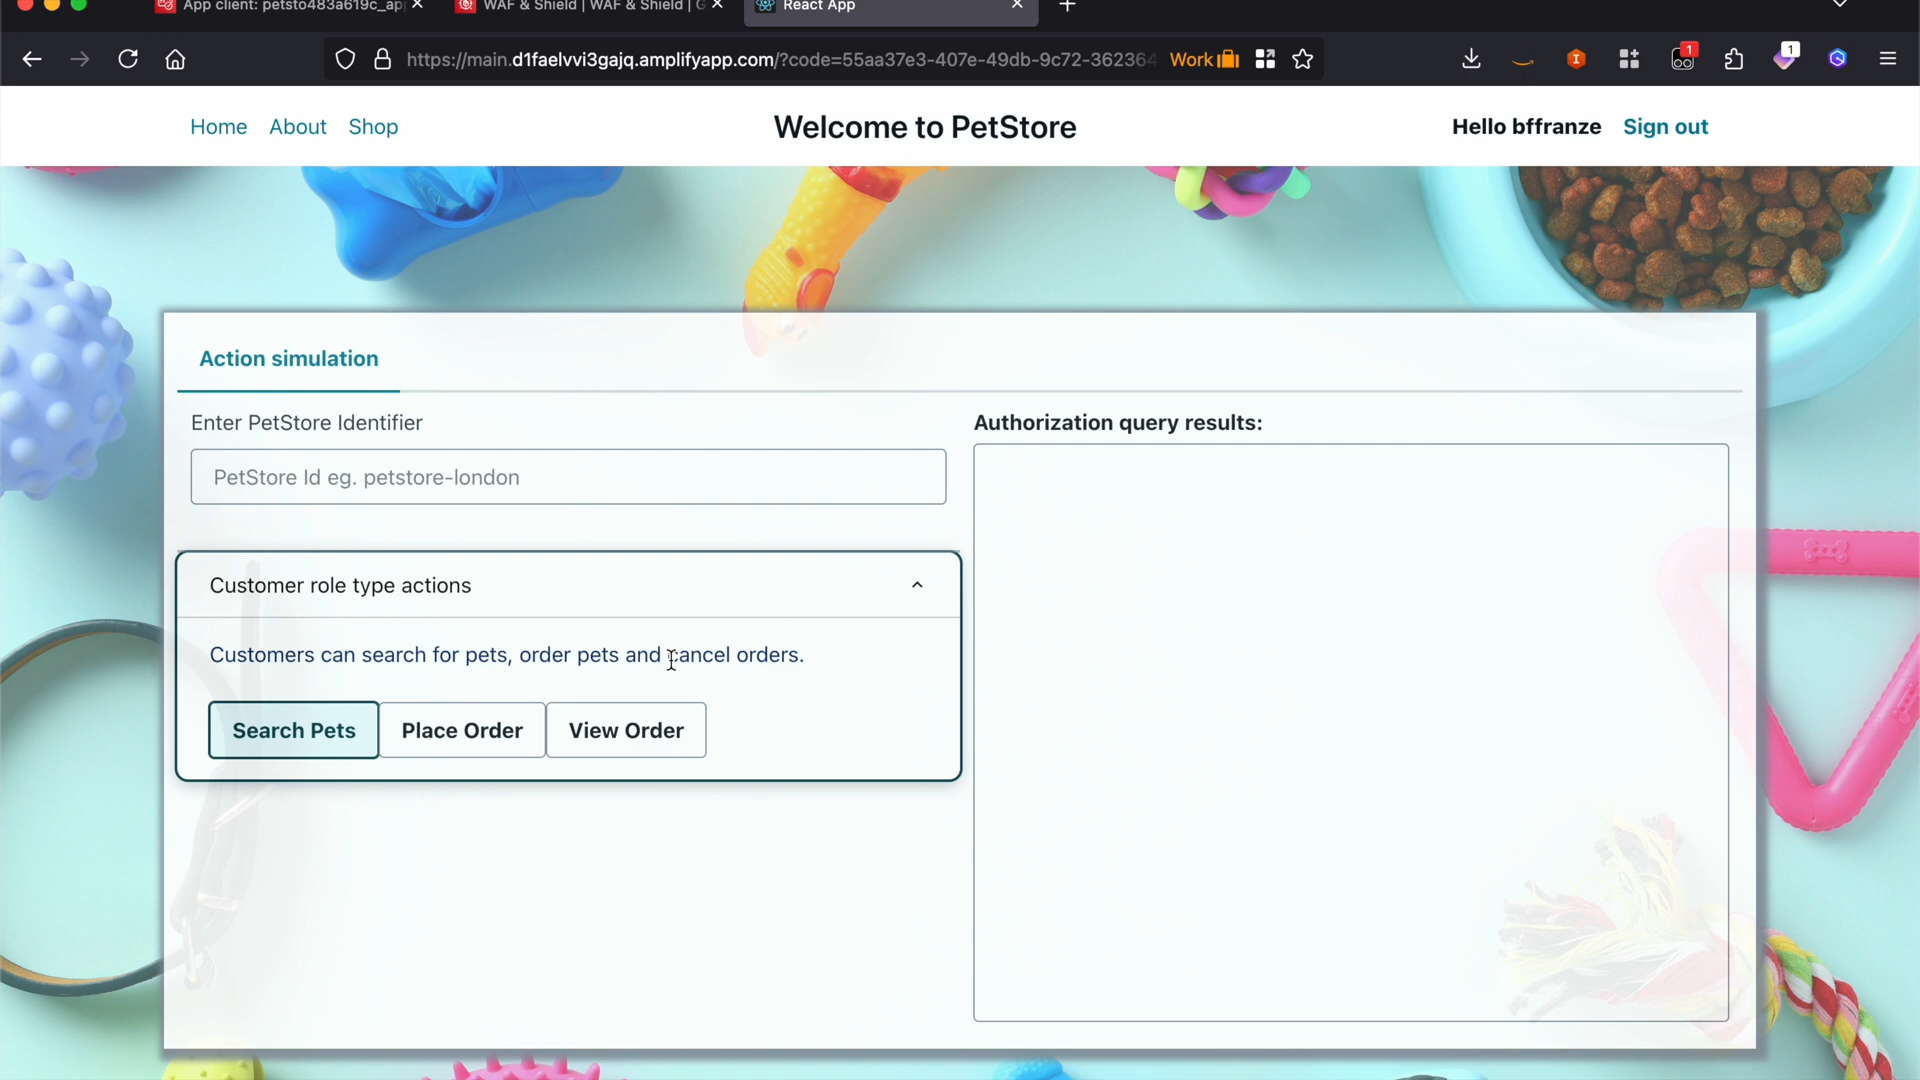 App client: petsto483a619c_ap
WAF & Shield | WAF & Shield | G
React App
https://main.d1faelvvi3gajq.amplifyapp.com/?code=55aa37e3-407e-49db-9c72-362364
Work
1
1
Home About Shop
Welcome to PetStore
Hello bffranze Sign out
Action simulation
Enter PetStore Identifier
PetStore Id eg. petstore-london
Customer role type actions
Customers can search for pets, order pets and cancel orders.
Search Pets Place Order View Order
Authorization query results: